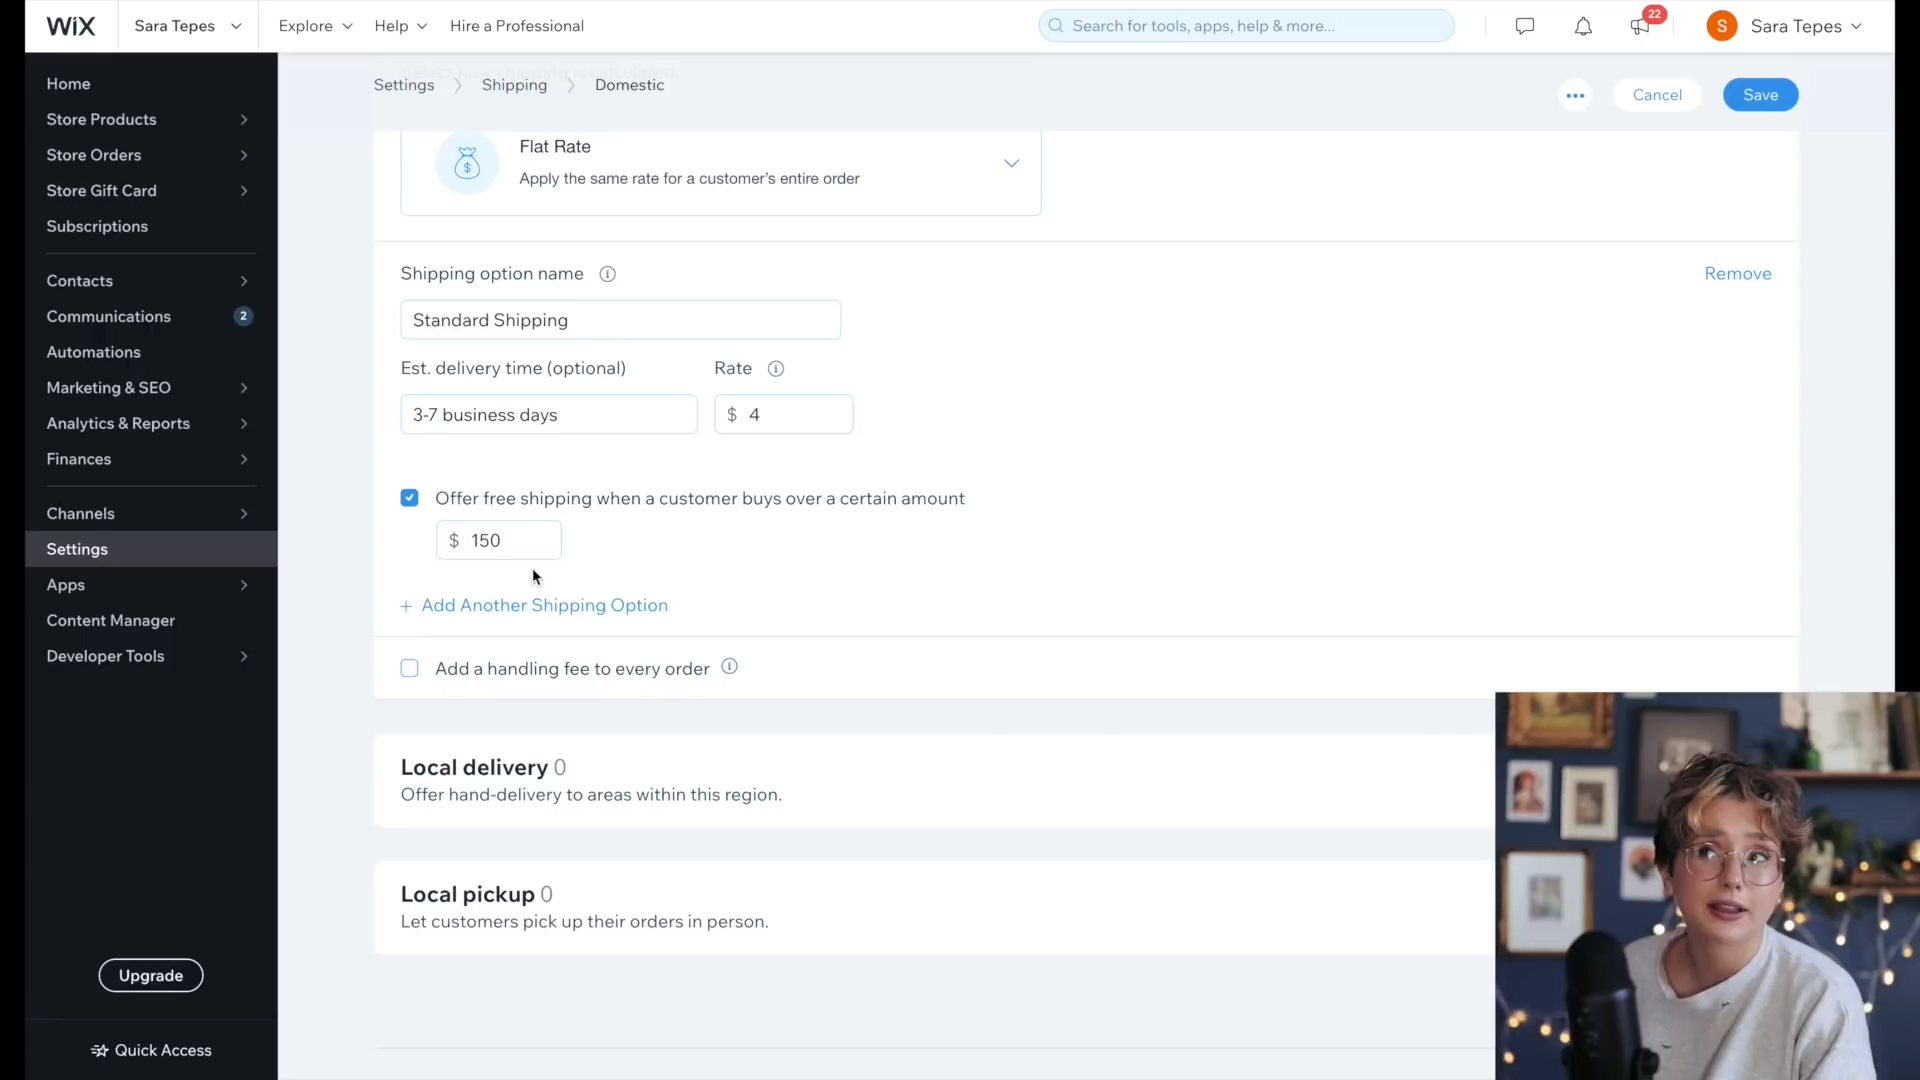 WiX
Sara Tepes
Explore
Help
Hire a Professional
Search for tools, apps, help & more...
22
S
Sara Tepes
Home
Store Products
Store Orders
Store Gift Card
Subscriptions
Contacts
Communications 2
Automations
Marketing & SEO
Analytics & Reports
Finances
Channels
Settings
Apps
Content Manager
Developer Tools
Upgrade
Quick Access
Settings
Shipping
Domestic
Cancel
Save
Flat Rate
Apply the same rate for a customer's entire order
Shipping option name
Remove
Standard Shipping
Est. delivery time (optional)
Rate
3-7 business days
$ 4
Offer free shipping when a customer buys over a certain amount
$ 150
+ Add Another Shipping Option
Add a handling fee to every order
Local delivery 0
Offer hand-delivery to areas within this region.
Local pickup 0
Let customers pick up their orders in person.